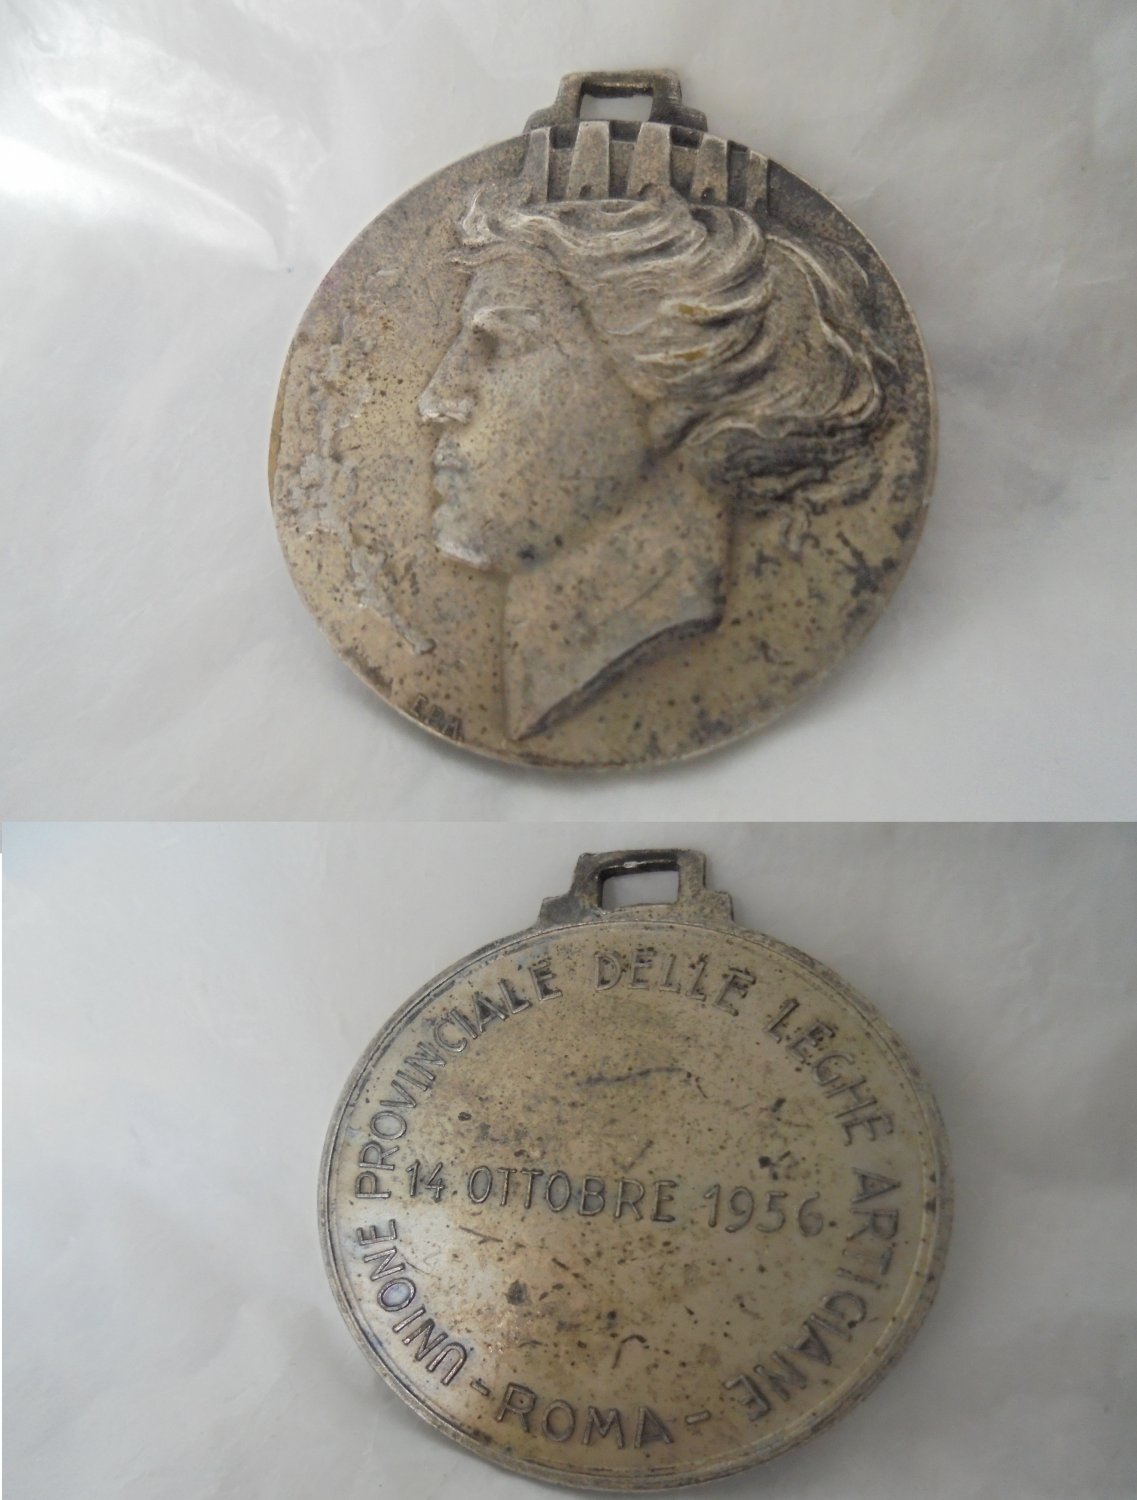 UNIONE PROVINCIALE DELLE LEGHE ARTIGIANE
14 OTTOBRE 1956
- ROMA -